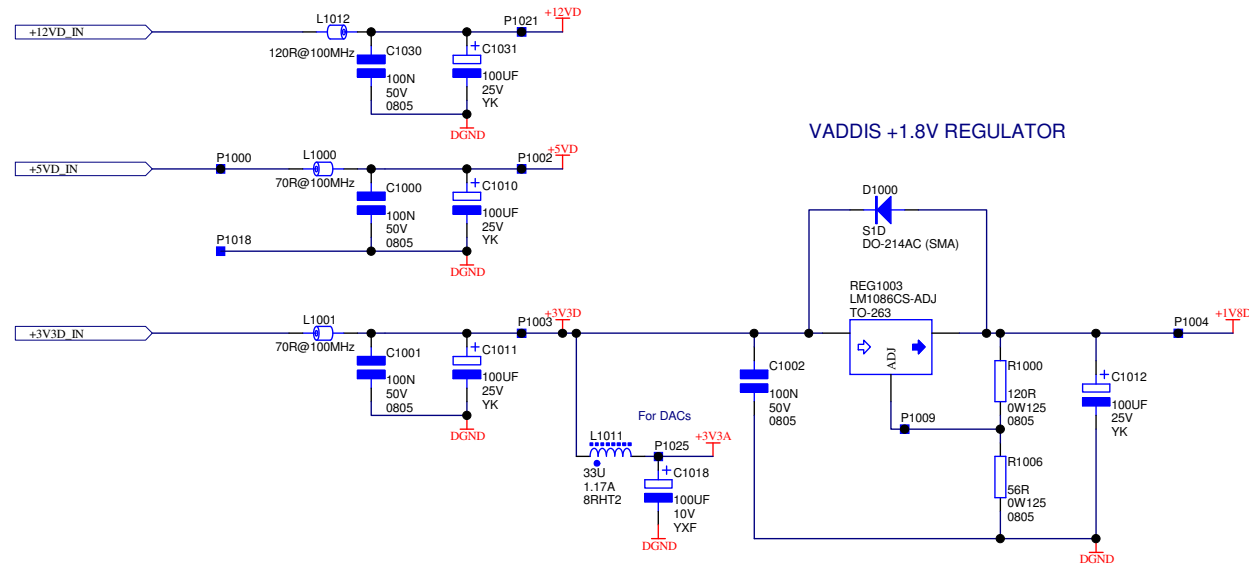 +12VD_IN
L1012
120R@100MHz
C1030
100N
50V
0805
+
C1031
100UF
25V
YK
P1021
+12VD
DGND
VADDIS +1.8V REGULATOR
+5VD_IN
P1000
L1000
70R@100MHz
C1000
100N
50V
0805
+
C1010
100UF
25V
YK
P1002
+5VD
P1018
DGND
D1000
S1D
DO-214AC (SMA)
+3V3D_IN
L1001
70R@100MHz
C1001
100N
50V
0805
+
C1011
100UF
25V
YK
P1003
+3V3D
DGND
For DACs
L1011
33U
1.17A
8RHT2
P1025
+3V3A
+
C1018
100UF
10V
YXF
DGND
C1002
100N
50V
0805
REG1003
LM1086CS-ADJ
TO-263
ADJ
P1009
R1000
120R
0W125
0805
R1006
56R
0W125
0805
+
C1012
100UF
25V
YK
P1004
+1V8D
DGND